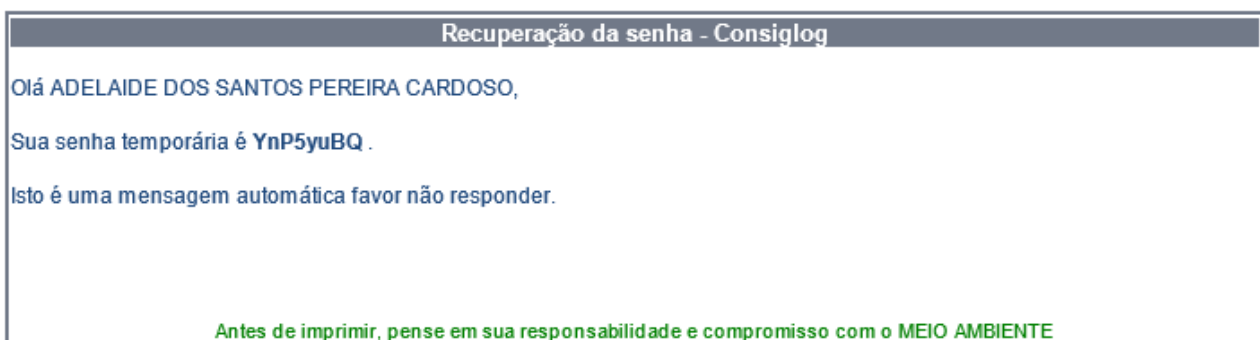 Recuperação da senha - Consiglog
Olá ADELAIDE DOS SANTOS PEREIRA CARDOSO,
Sua senha temporária é YnP5yuBQ .
Isto é uma mensagem automática favor não responder.
Antes de imprimir, pense em sua responsabilidade e compromisso com o MEIO AMBIENTE